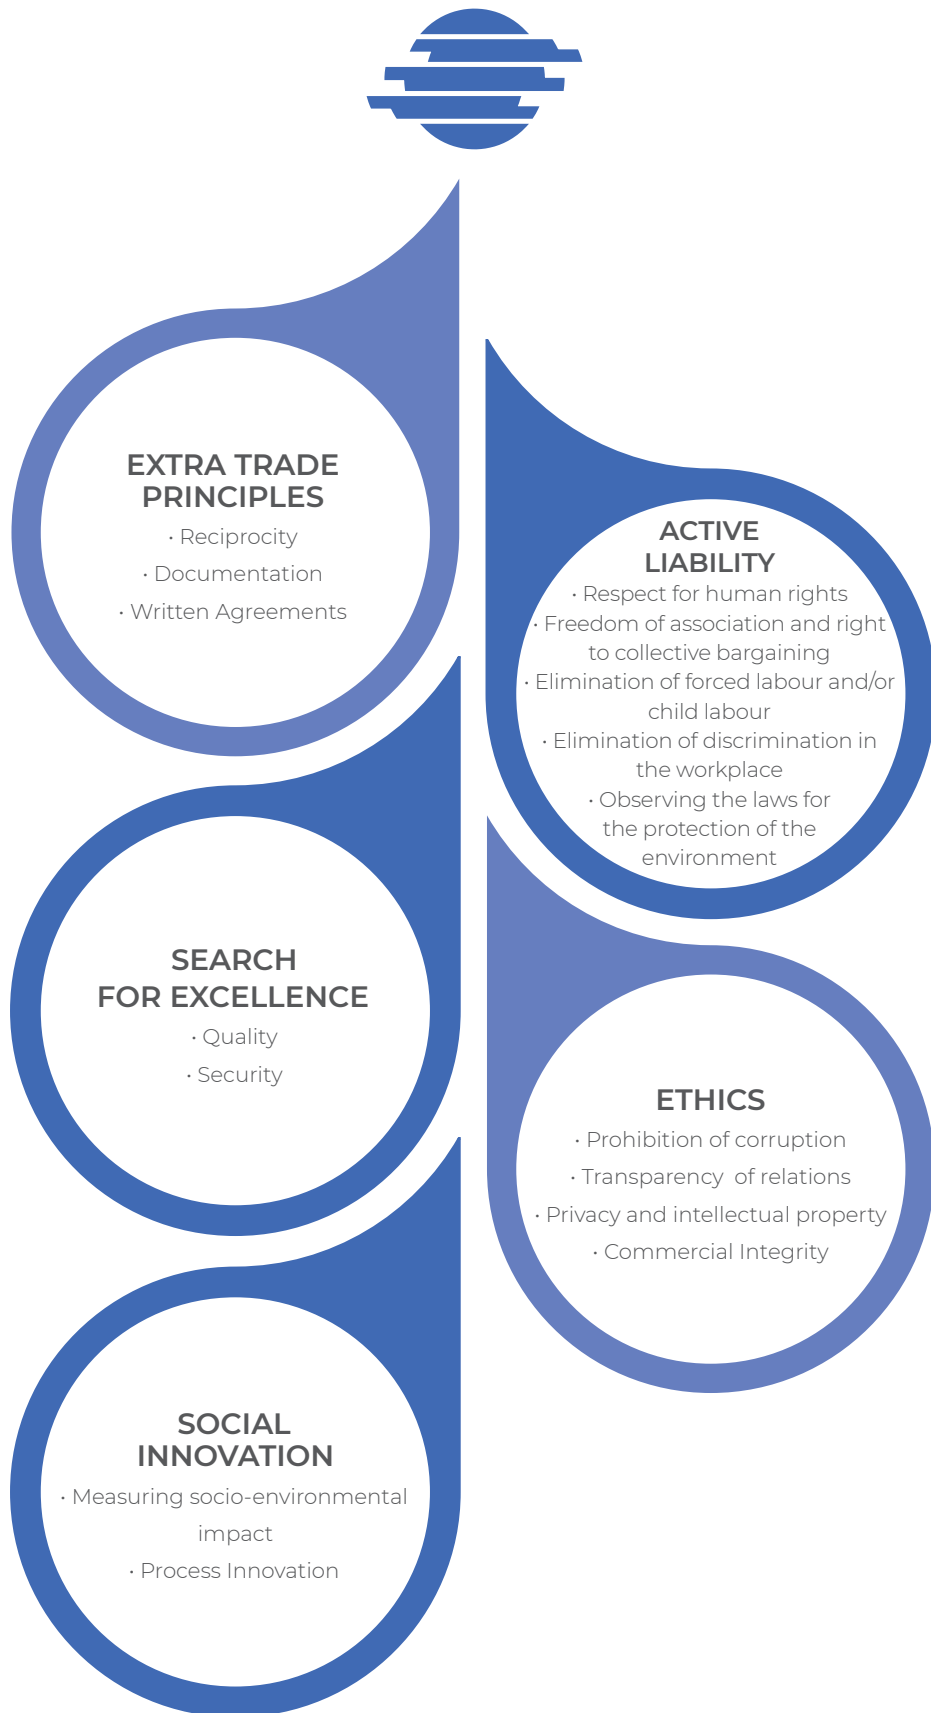 EXTRA TRADE
PRINCIPLES
· Reciprocity
· Documentation
· Written Agreements
ACTIVE
LIABILITY
· Respect for human rights
· Freedom of association and right
to collective bargaining
· Elimination of forced labour and/or
child labour
· Elimination of discrimination in
the workplace
· Observing the laws for
the protection of the
environment
SEARCH
FOR EXCELLENCE
· Quality
· Security
ETHICS
· Prohibition of corruption
· Transparency  of relations
· Privacy and intellectual property
· Commercial Integrity
SOCIAL
INNOVATION
· Measuring socio-environmental
impact
· Process Innovation